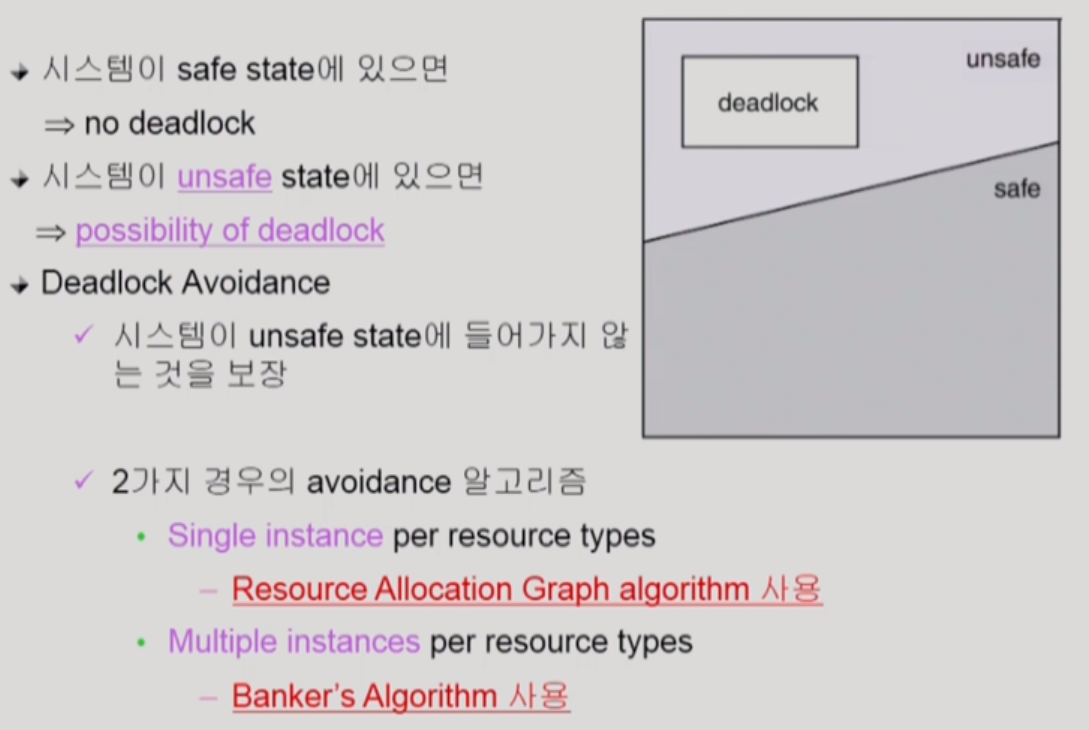 시스템이 safe state에 있으면
⇒ no deadlock
시스템이 unsafe state에 있으면
⇒ possibility of deadlock
Deadlock Avoidance
✓ 시스템이 unsafe state에 들어가지 않
는 것을 보장
✓ 2가지 경우의 avoidance 알고리즘
• Single instance per resource types
– Resource Allocation Graph algorithm 사용
• Multiple instances per resource types
– Banker's Algorithm 사용
unsafe
deadlock
safe